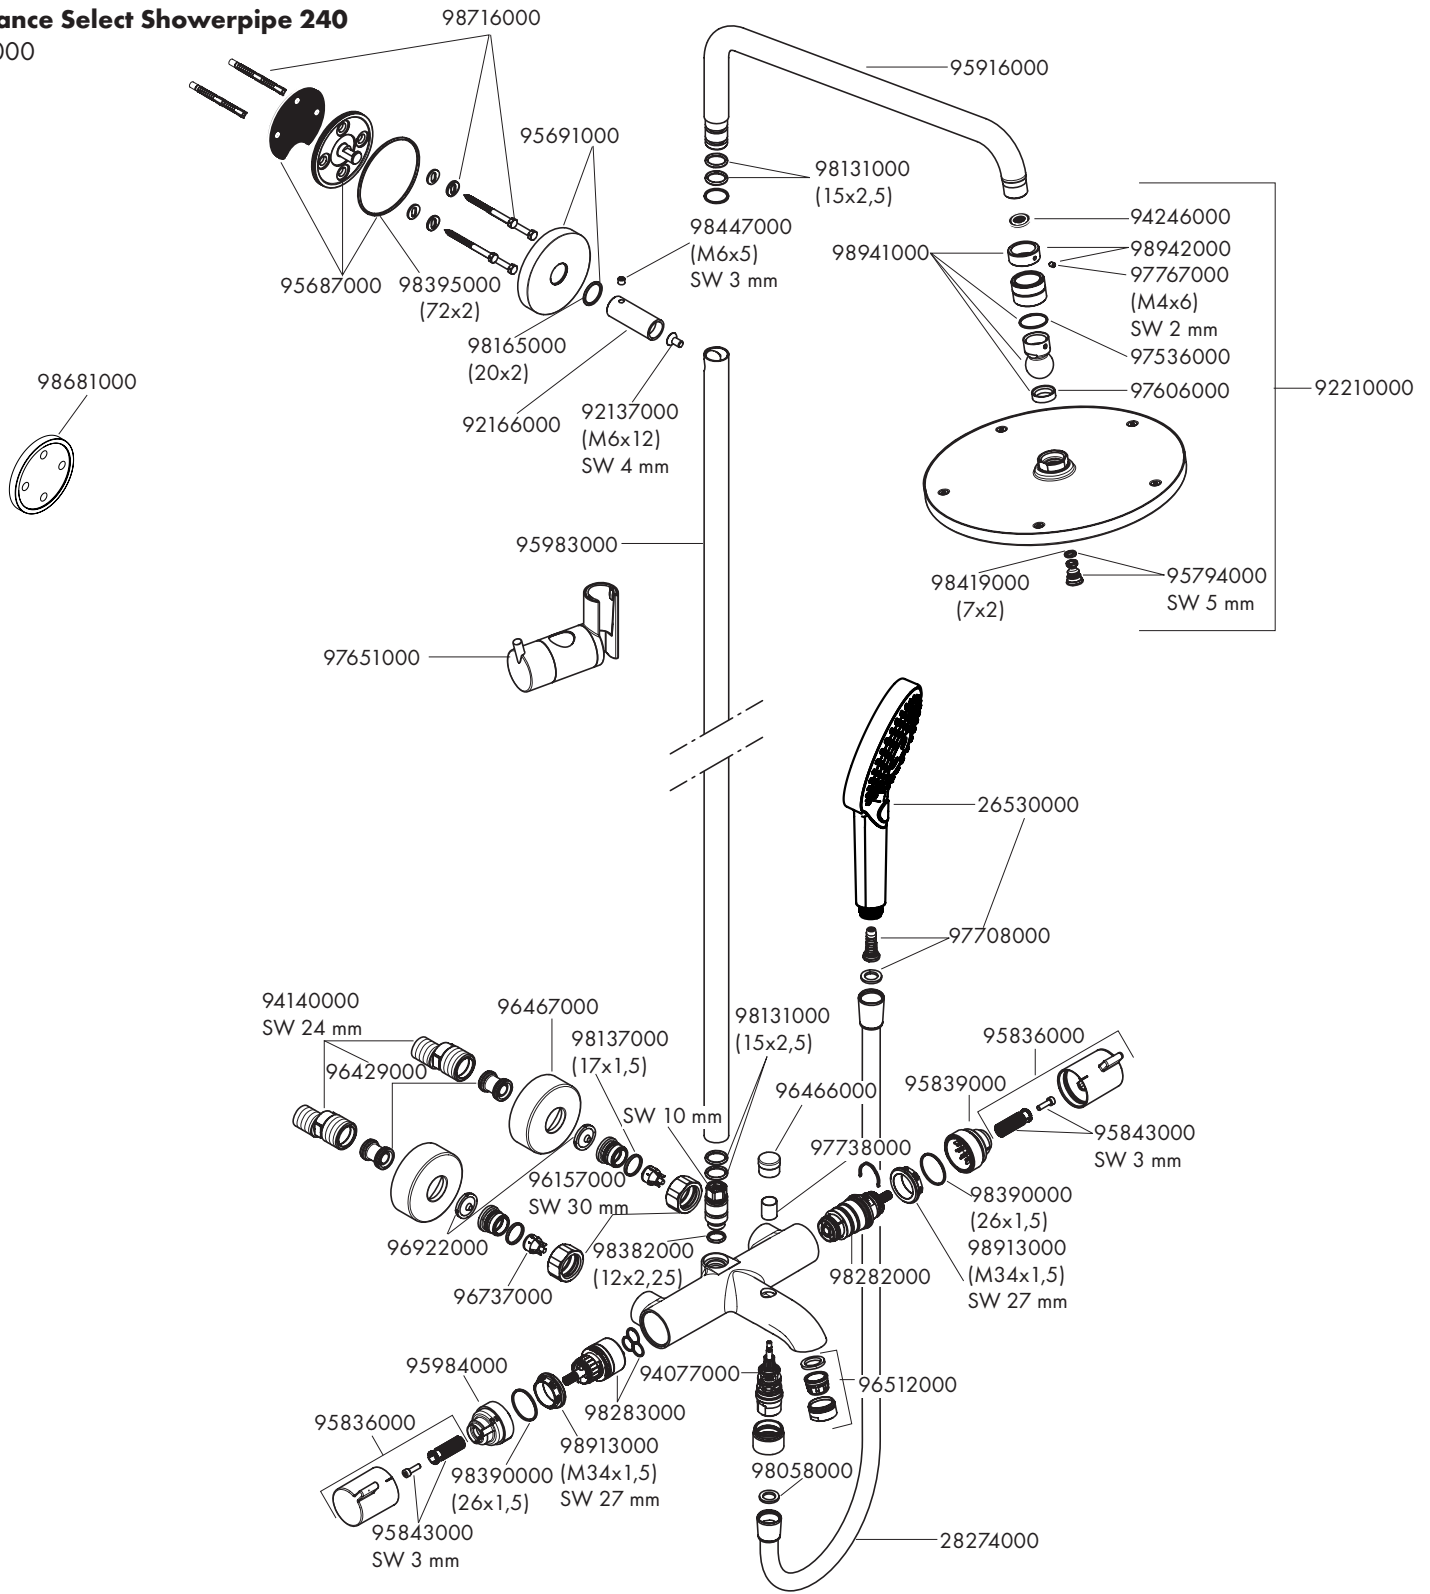 ance Select Showerpipe 240
000
98716000
95916000
95691000
98131000
(15x2,5)
94246000
98447000
(M6x5)
SW 3 mm
98941000
98942000
97767000
(M4x6)
SW 2 mm
95687000
98395000
(72x2)
98165000
(20x2)
97536000
98681000
97606000
92210000
92166000
92137000
(M6x12)
SW 4 mm
95983000
98419000
(7x2)
95794000
SW 5 mm
97651000
26530000
97708000
94140000
SW 24 mm
96467000
98137000
(17x1,5)
98131000
(15x2,5)
95836000
96429000
96466000
95839000
SW 10 mm
97738000
95843000
SW 3 mm
96157000
SW 30 mm
98390000
(26x1,5)
96922000
98382000
(12x2,25)
98913000
(M34x1,5)
SW 27 mm
98282000
96737000
95984000
94077000
96512000
95836000
98283000
98390000
(26x1,5)
98913000
(M34x1,5)
SW 27 mm
98058000
95843000
SW 3 mm
28274000